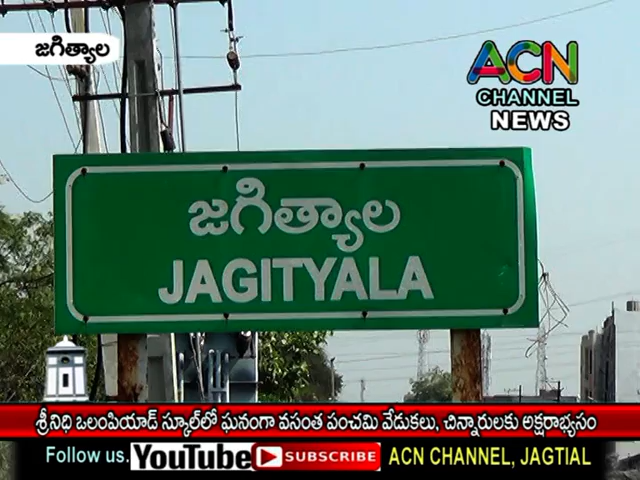 జగిత్యాల
ACN
CHANNEL
NEWS
జగిత్యాల
JAGITYALA
శ్రీనిధి ఒలంపియాడ్ స్కూల్‌లో ఘనంగా వసంత పంచమి వేడుకలు, చిన్నారులకు అక్షరాభ్యసం
Follow us. YouTube SUBSCRIBE ACN CHANNEL, JAGTIAL